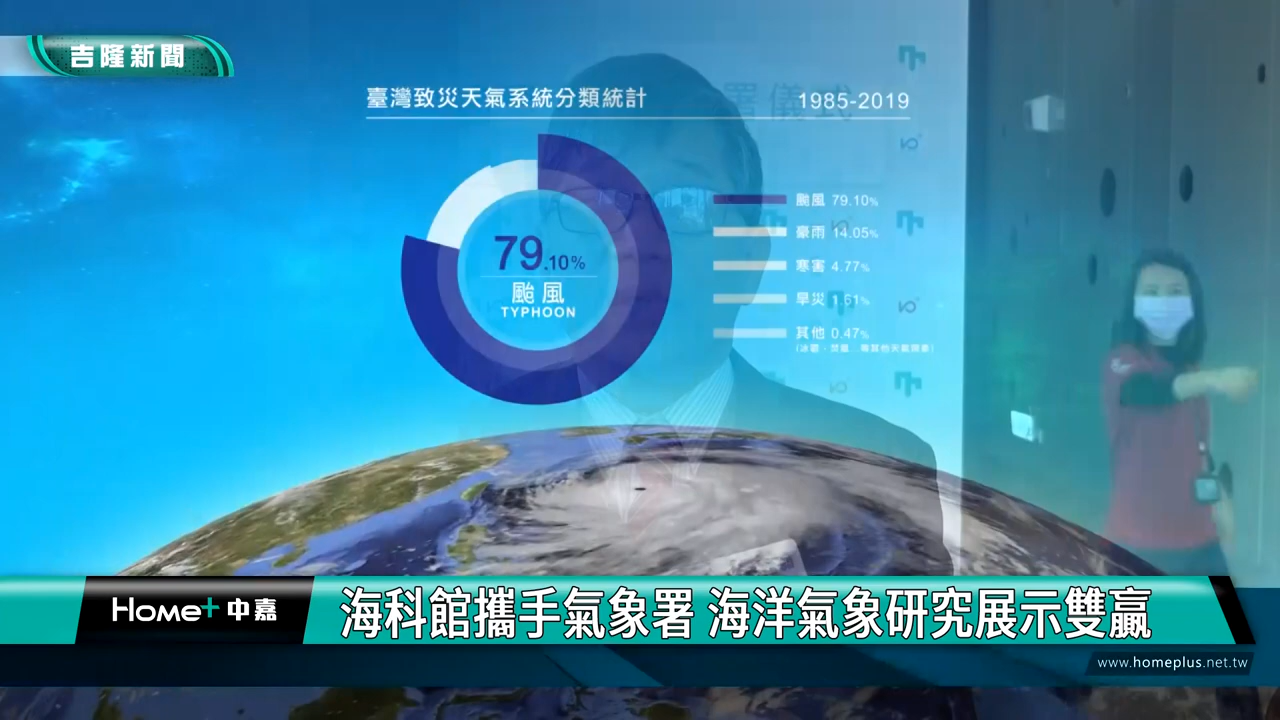 吉隆新聞
臺灣致災天氣系統分類統計
1985-2019
署儀式
79.10%
颱風
TYPHOON
颱風 79.10%
豪雨 14.05%
寒害 4.77%
旱災 1.61%
其他 0.47%
Home+中嘉
海科館攜手氣象署 海洋氣象研究展示雙贏
www.homeplus.net.tw